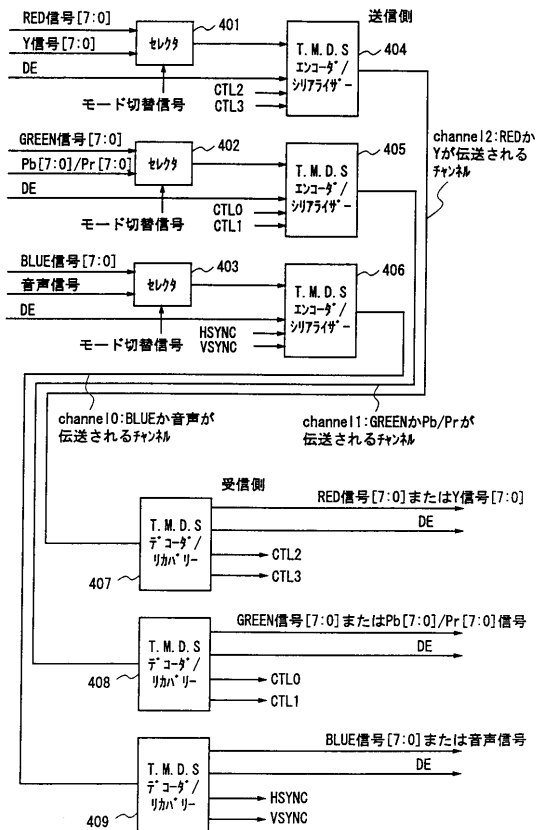 RED信号[7:0]
Y信号[7:0]
DE
セレクタ
401
モード切替信号
CTL2
CTL3
T.M.D.S
エンコーダ/
シリアライザー
送信側
404
GREEN信号[7:0]
Pb[7:0]/Pr[7:0]
DE
セレクタ
402
モード切替信号
CTL0
CTL1
T.M.D.S
エンコーダ/
シリアライザー
405
channel2:REDか
Yが伝送される
チャンネル
BLUE信号[7:0]
音声信号
DE
セレクタ
403
モード切替信号
HSYNC
VSYNC
T.M.D.S
エンコーダ/
シリアライザー
406
channel0:BLUEか音声が
伝送されるチャンネル
channel1:GREENかPb/Prが
伝送されるチャンネル
受信側
T.M.D.S
デコーダ/
リカバリー
407
RED信号[7:0]またはY信号[7:0]
DE
CTL2
CTL3
T.M.D.S
デコーダ/
リカバリー
408
GREEN信号[7:0]またはPb[7:0]/Pr[7:0]信号
DE
CTL0
CTL1
T.M.D.S
デコーダ/
リカバリー
409
BLUE信号[7:0]または音声信号
DE
HSYNC
VSYNC